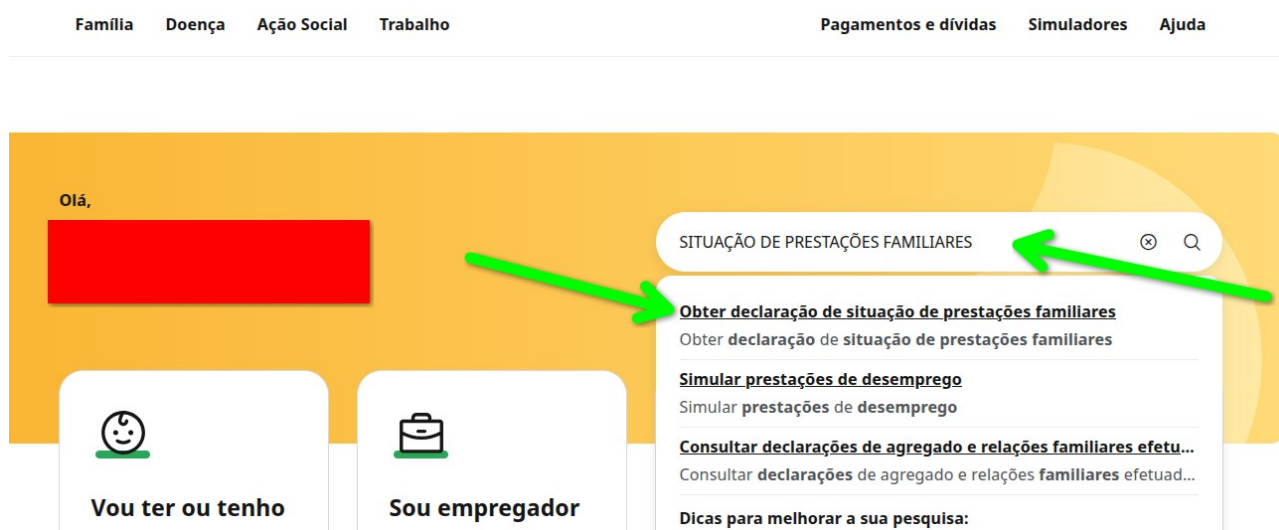 Família Doença Ação Social Trabalho Pagamentos e dívidas Simuladores Ajuda
Olá,
SITUAÇÃO DE PRESTAÇÕES FAMILIARES
Obter declaração de situação de prestações familiares
Obter declaração de situação de prestações familiares
Simular prestações de desemprego
Simular prestações de desemprego
Consultar declarações de agregado e relações familiares efetu...
Consultar declarações de agregado e relações familiares efetuad...
Dicas para melhorar a sua pesquisa:
Vou ter ou tenho
Sou empregador